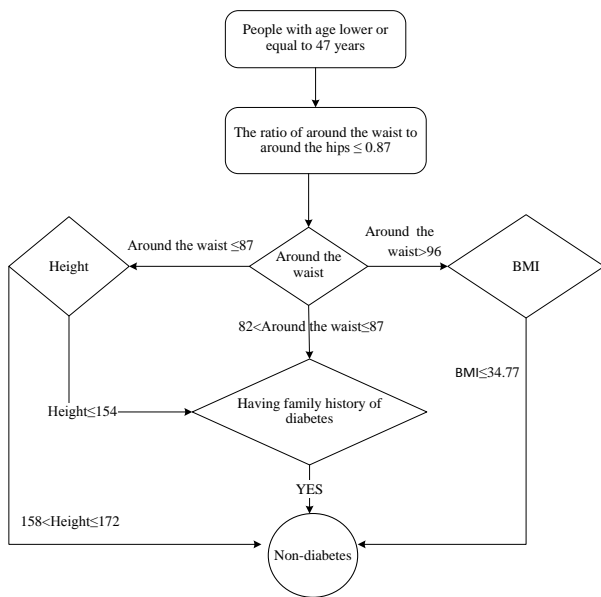 People with age lower or
equal to 47 years
The ratio of around the waist to
around the hips ≤ 0.87
Around the waist ≤87
Around the
waist>96
Height
Around the
waist
BMI
82<Around the waist≤87
BMI≤34.77
Having family history of
diabetes
Height≤154
YES
158<Height≤172
Non-diabetes